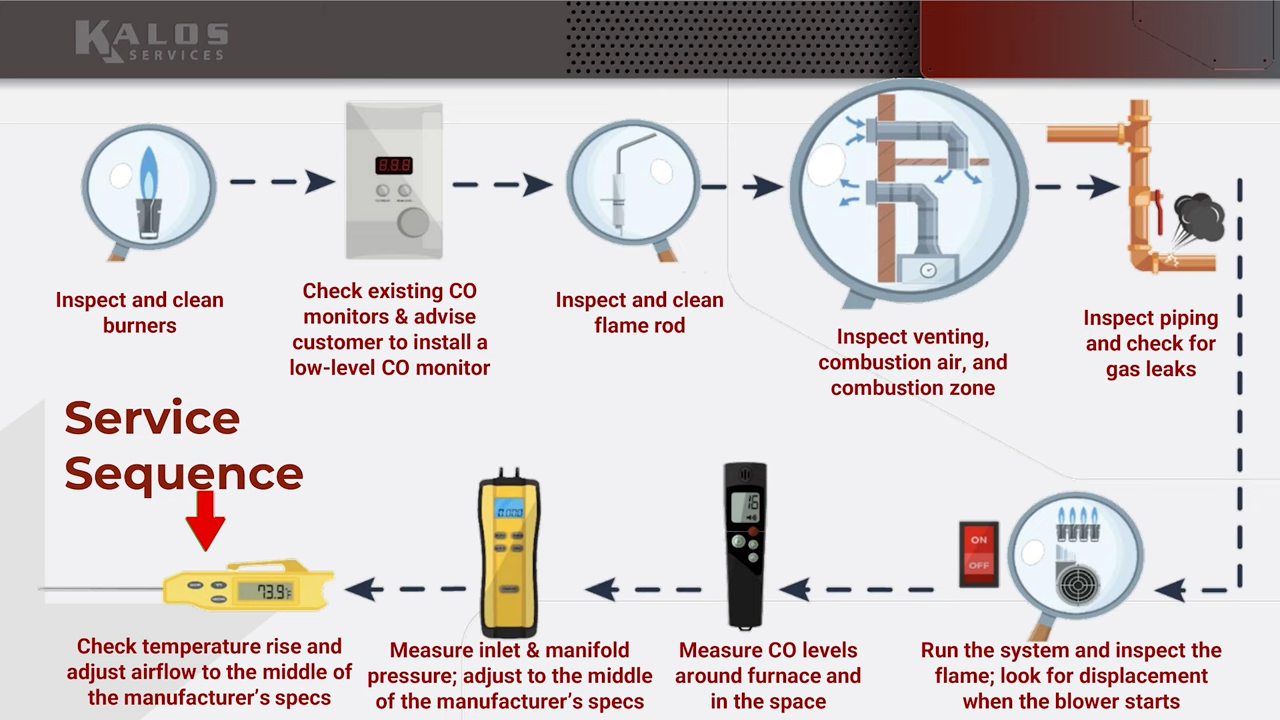 KALOS
SERVICES
Inspect and clean
burners
Check existing CO
monitors & advise
customer to install a
low-level CO monitor
Inspect and clean
flame rod
Inspect venting,
combustion air, and
combustion zone
Inspect piping
and check for
gas leaks
Service
Sequence
73.9°F
Check temperature rise and
adjust airflow to the middle of
the manufacturer's specs
0.000
Measure inlet & manifold
pressure; adjust to the middle
of the manufacturer's specs
16
Measure CO levels
around furnace and
in the space
ON
OFF
Run the system and inspect the
flame; look for displacement
when the blower starts